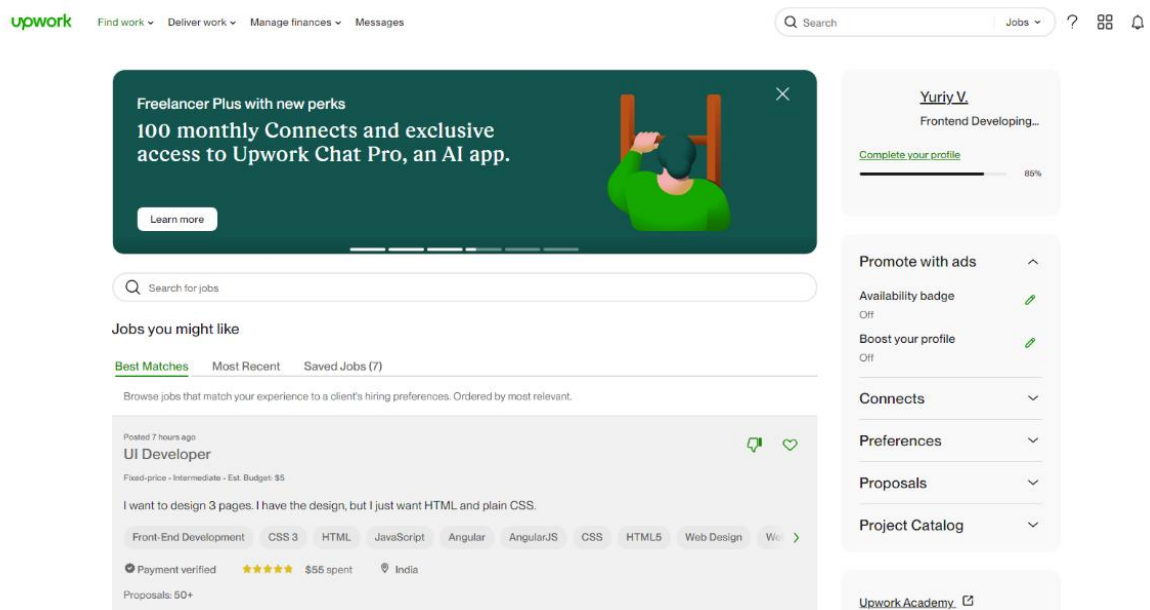 upwork
Find work
Deliver work
Manage finances
Messages
Search
Jobs
?
Freelancer Plus with new perks
100 monthly Connects and exclusive
access to Upwork Chat Pro, an AI app.
Learn more
Search for jobs
Jobs you might like
Best Matches
Most Recent
Saved Jobs (7)
Browse jobs that match your experience to a client's hiring preferences. Ordered by most relevant.
Posted 7 hours ago
UI Developer
Fixed-price - Intermediate - Est. Budget: $5
I want to design 3 pages. I have the design, but I just want HTML and plain CSS.
Front-End Development
CSS 3
HTML
JavaScript
Angular
AngularJS
CSS
HTML5
Web Design
Payment verified
$55 spent
India
Proposals: 50+
Yuriy V.
Frontend Developing...
Complete your profile
85%
Promote with ads
Availability badge
Off
Boost your profile
Off
Connects
Preferences
Proposals
Project Catalog
Upwork Academy